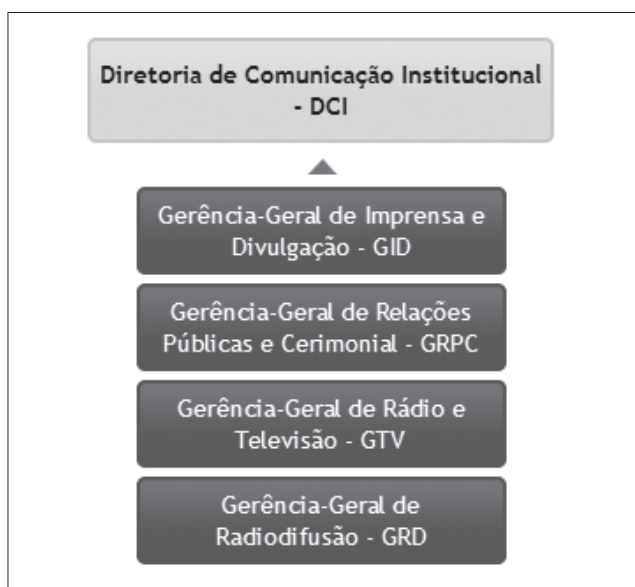 Diretoria de Comunicação Institucional
- DCI
Gerência-Geral de Imprensa e
Divulgação - GID
Gerência-Geral de Relações
Públicas e Cerimonial - GRPC
Gerência-Geral de Rádio e
Televisão - GTV
Gerência-Geral de
Radiodifusão - GRD